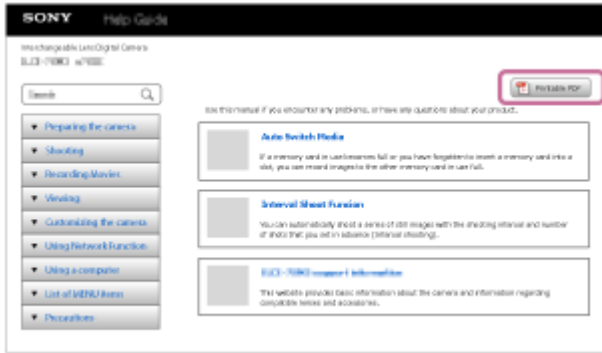 SONY Help Guide
Interchangeable Lens Digital Camera
Search
Printable PDF
Use this manual if you encounter any problems, or have any questions about your product.
Preparing the camera
Shooting
Recording Movies
Viewing
Customizing the camera
Using Network Function
Using a computer
List of MENU items
Precautions
Auto Switch Media
If a memory card in use becomes full or you have forgotten to insert a memory card into a
slot, you can record images to the other memory card in use full.
Interval Shoot Funsion
You can automatically shoot a series of still images with the shooting interval and number
of shots that you set in advance (Interval shooting).
support information
This website provides basic information about the camera and information regarding
compatible lenses and accessories.